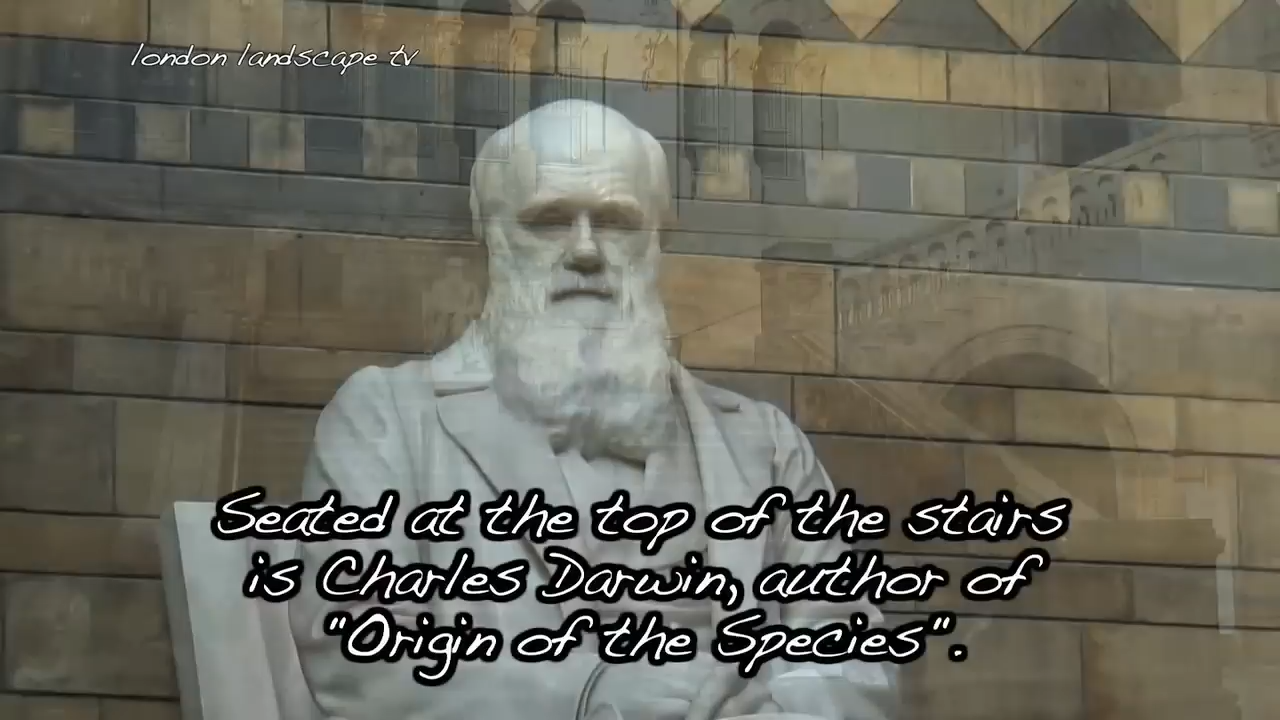 london landscape tv
Seated at the top of the stairs
is Charles Darwin, author of
"Origin of the Species".